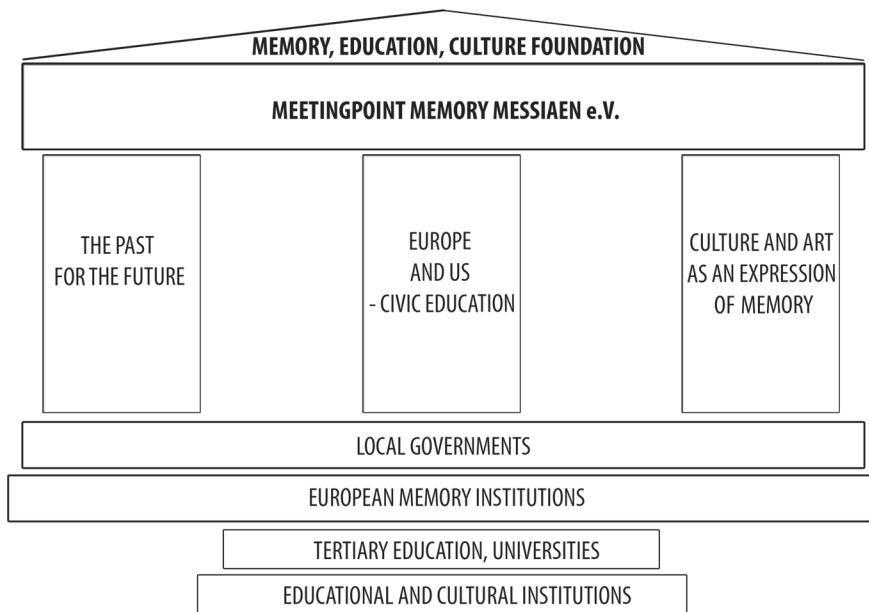 MEMORY, EDUCATION, CULTURE FOUNDATION
MEETINGPOINT MEMORY MESSIAEN e.V.
THE PAST
FOR THE FUTURE
EUROPE
AND US
- CIVIC EDUCATION
CULTURE AND ART
AS AN EXPRESSION
OF MEMORY
LOCAL GOVERNMENTS
EUROPEAN MEMORY INSTITUTIONS
TERTIARY EDUCATION, UNIVERSITIES
EDUCATIONAL AND CULTURAL INSTITUTIONS